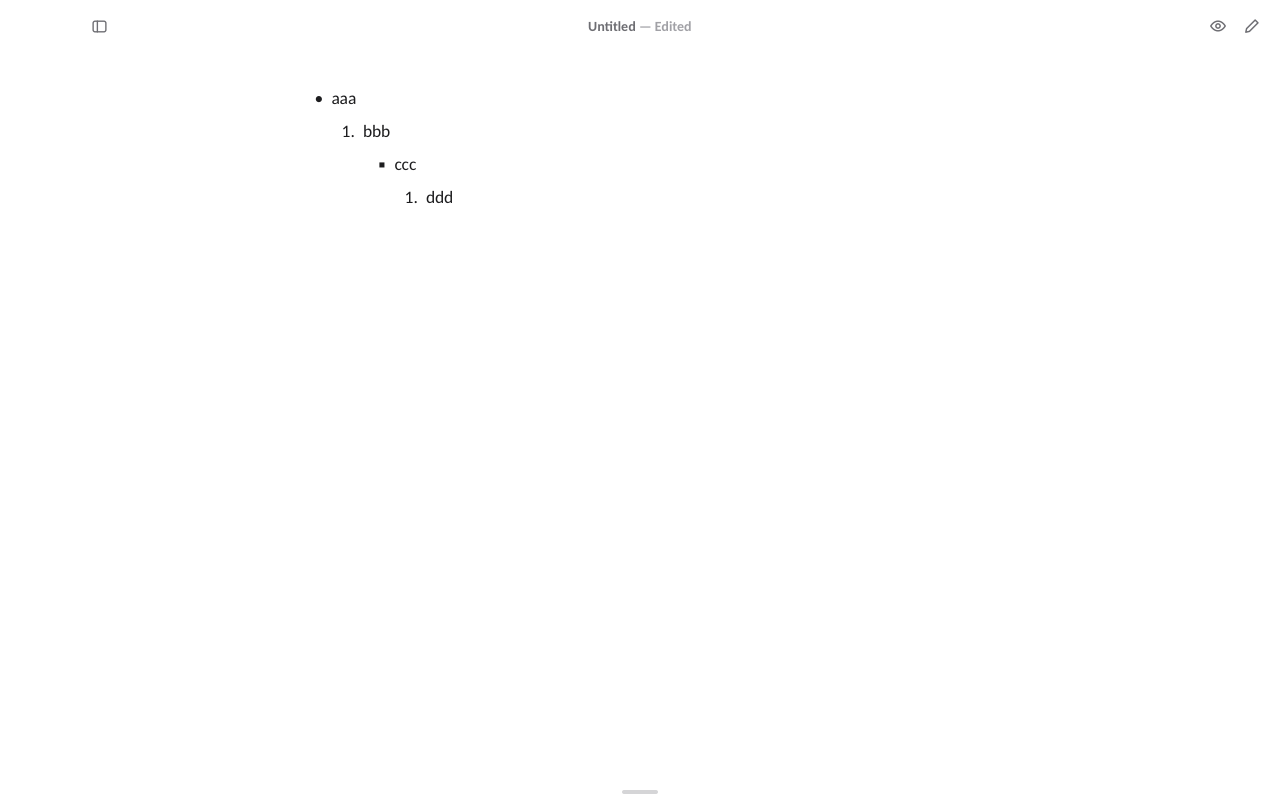 Untitled — Edited
• aaa
1. bbb
▪ ccc
1. ddd